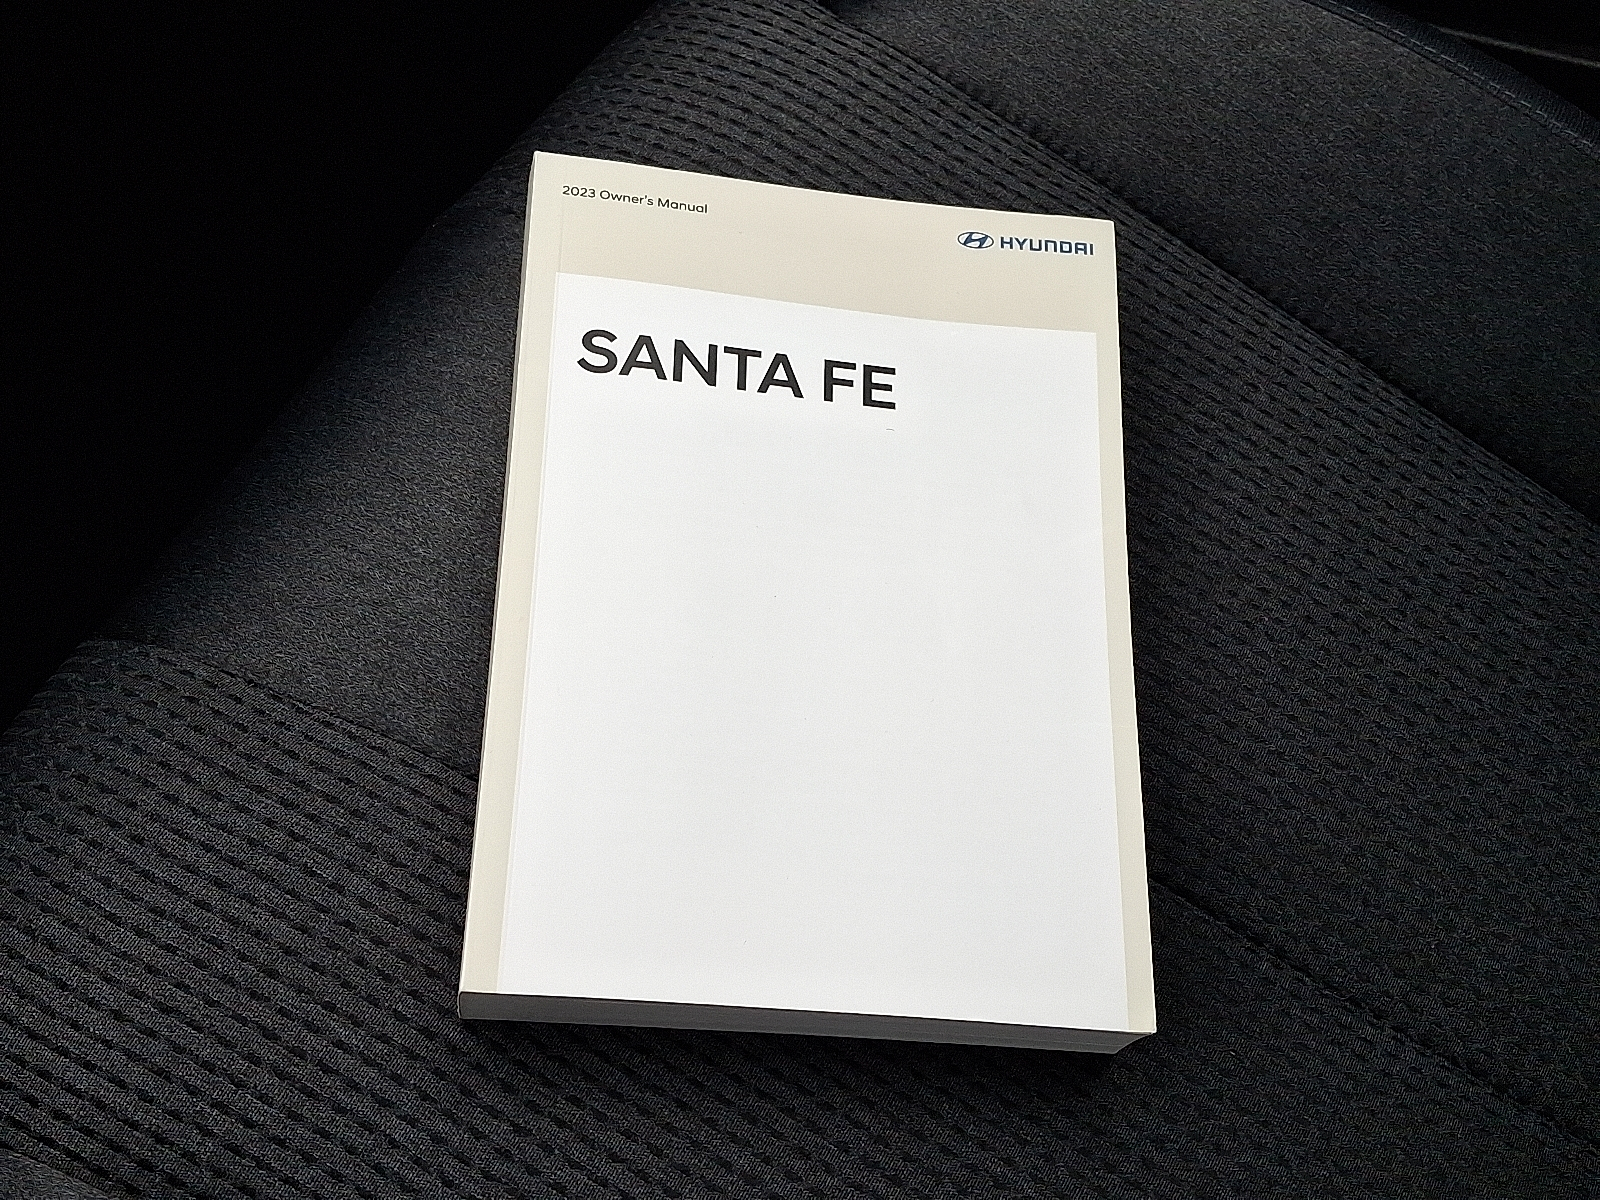 2023 Owner's Manual
HYUNDAI
SANTA FE